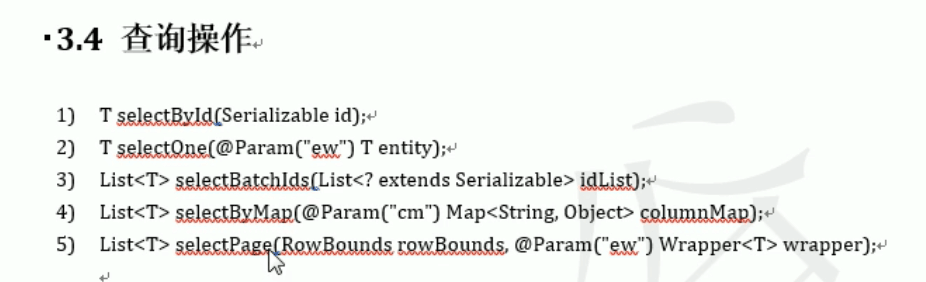 ▪3.4 查询操作
1) T selectById(Serializable id);
2) T selectOne(@Param("ew") T entity);
3) List<T> selectBatchIds(List<? extends Serializable> idList);
4) List<T> selectByMap(@Param("cm") Map<String, Object> columnMap);
5) List<T> selectPage(RowBounds rowBounds, @Param("ew") Wrapper<T> wrapper);